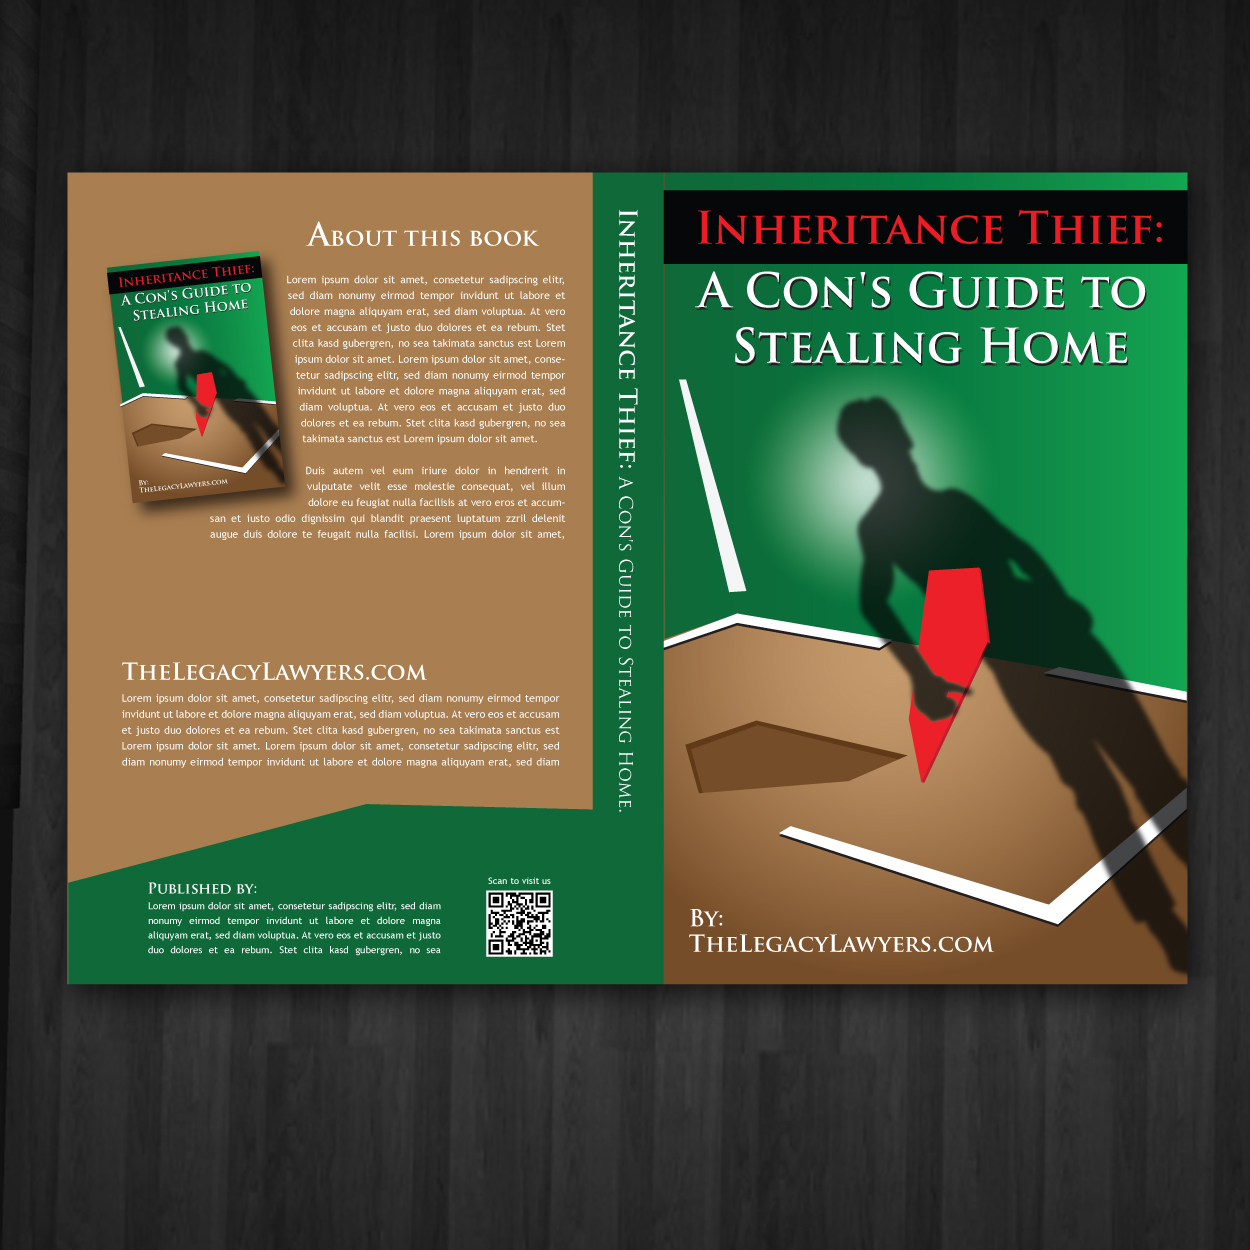 About this book
Lorem ipsum dolor sit amet, consetetur sadipscing elitr,
sed diam nonumy eirmod tempor invidunt ut labore et
dolore magna aliquyam erat, sed diam voluptua. At vero
eos et accusam et justo duo dolores et ea rebum. Stet
clita kasd gubergren, no sea takimata sanctus est Lorem
ipsum dolor sit amet. Lorem ipsum dolor sit amet, conse-
tetur sadipscing elitr, sed diam nonumy eirmod tempor
invidunt ut labore et dolore magna aliquyam erat, sed
diam voluptua. At vero eos et accusam et justo duo
dolores et ea rebum. Stet clita kasd gubergren, no sea
takimata sanctus est Lorem ipsum dolor sit amet.
Duis autem vel eum iriure dolor in hendrerit in
vulputate velit esse molestie consequat, vel illum
dolore eu feugiat nulla facilisis at vero eros et accum-
san et iusto odio dignissim qui blandit praesent luptatum zzril delenit
augue duis dolore te feugait nulla facilisi. Lorem ipsum dolor sit amet,
Inheritance Thief:
A Con's Guide to
Stealing Home
By:
TheLegacyLawyers.com
TheLegacyLawyers.com
Lorem ipsum dolor sit amet, consetetur sadipscing elitr, sed diam nonumy eirmod tempor
invidunt ut labore et dolore magna aliquyam erat, sed diam voluptua. At vero eos et accusam
et justo duo dolores et ea rebum. Stet clita kasd gubergren, no sea takimata sanctus est
Lorem ipsum dolor sit amet. Lorem ipsum dolor sit amet, consetetur sadipscing elitr, sed
diam nonumy eirmod tempor invidunt ut labore et dolore magna aliquyam erat, sed diam
Published by:
Lorem ipsum dolor sit amet, consetetur sadipscing elitr, sed diam
nonumy eirmod tempor invidunt ut labore et dolore magna
aliquyam erat, sed diam voluptua. At vero eos et accusam et justo
duo dolores et ea rebum. Stet clita kasd gubergren, no sea
Scan to visit us
Inheritance Thief: A Con's Guide to Stealing Home.
Inheritance Thief:
A Con's Guide to
Stealing Home
By:
TheLegacyLawyers.com